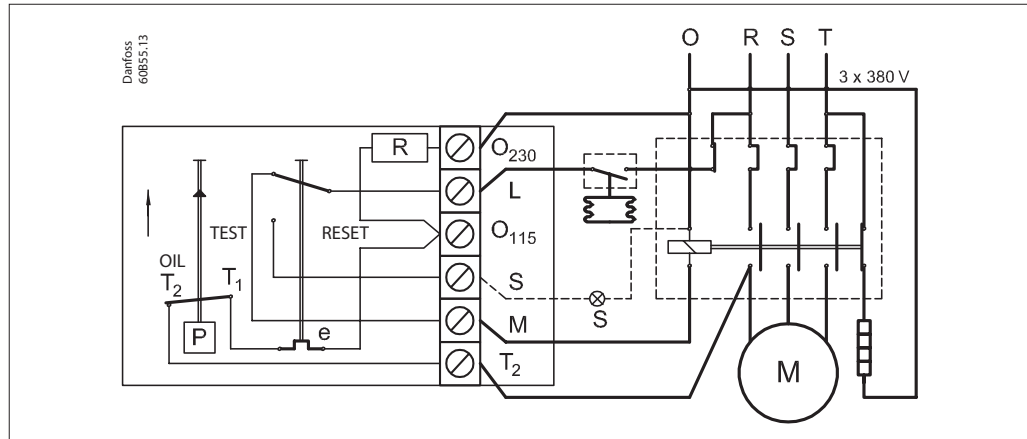 Danfoss
60B55.13
O R S T
3 x 380 V
R
O230
L
TEST RESET
O115
OIL
T2 T1
S
S
P
e
M
M
T2